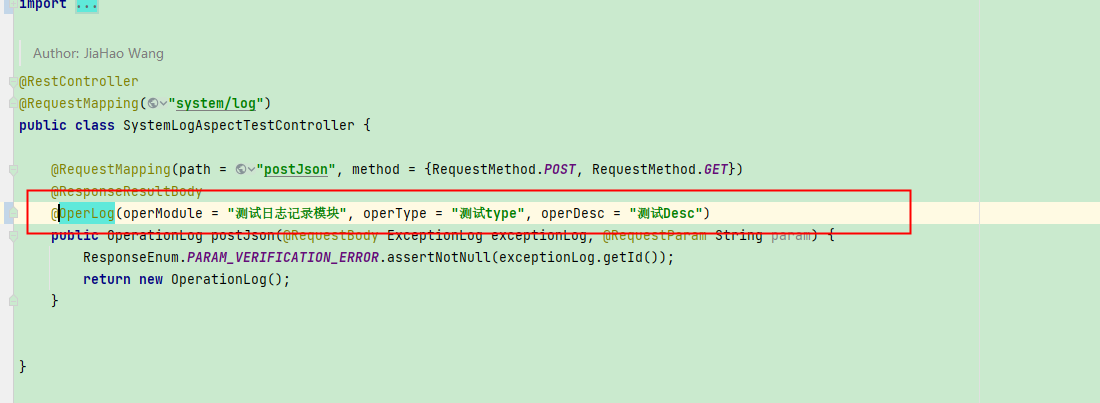 import ...
Author: JiaHao Wang
@RestController
@RequestMapping("system/log")
public class SystemLogAspectTestController {
@RequestMapping(path = "postJson", method = {RequestMethod.POST, RequestMethod.GET})
@ResponseResultBody
@OperLog(operModule = "测试日志记录模块", operType = "测试type", operDesc = "测试Desc")
public OperationLog postJson(@RequestBody ExceptionLog exceptionLog, @RequestParam String param) {
ResponseEnum.PARAM_VERIFICATION_ERROR.assertNotNull(exceptionLog.getId());
return new OperationLog();
}
}